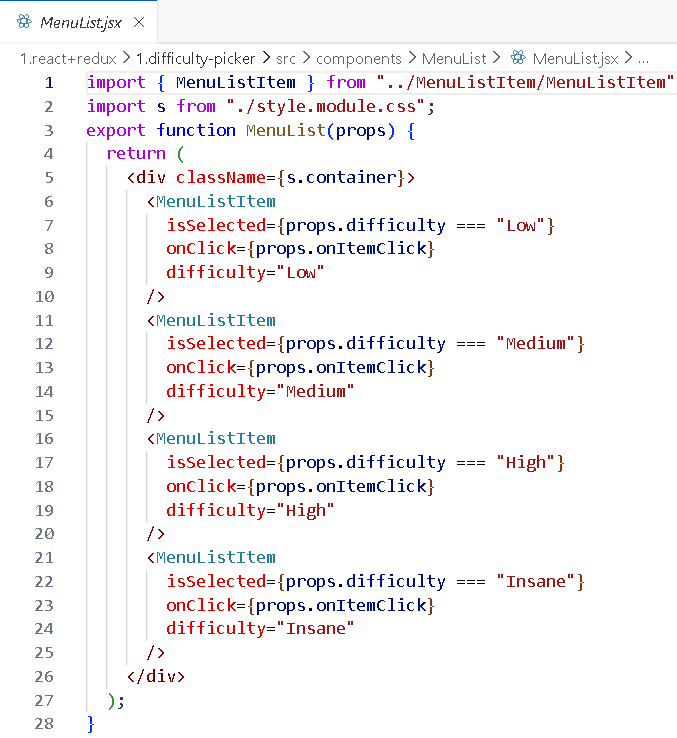 MenuList.jsx ×
1.react+redux > 1.difficulty-picker > src > components > MenuList > MenuList.jsx > ...
1 import { MenuListItem } from "../MenuListItem/MenuListItem"
2 import s from "./style.module.css";
3 export function MenuList(props) {
4   return (
5     <div className={s.container}>
6       <MenuListItem
7         isSelected={props.difficulty === "Low"}
8         onClick={props.onItemClick}
9         difficulty="Low"
10       />
11       <MenuListItem
12         isSelected={props.difficulty === "Medium"}
13         onClick={props.onItemClick}
14         difficulty="Medium"
15       />
16       <MenuListItem
17         isSelected={props.difficulty === "High"}
18         onClick={props.onItemClick}
19         difficulty="High"
20       />
21       <MenuListItem
22         isSelected={props.difficulty === "Insane"}
23         onClick={props.onItemClick}
24         difficulty="Insane"
25       />
26     </div>
27   );
28 }